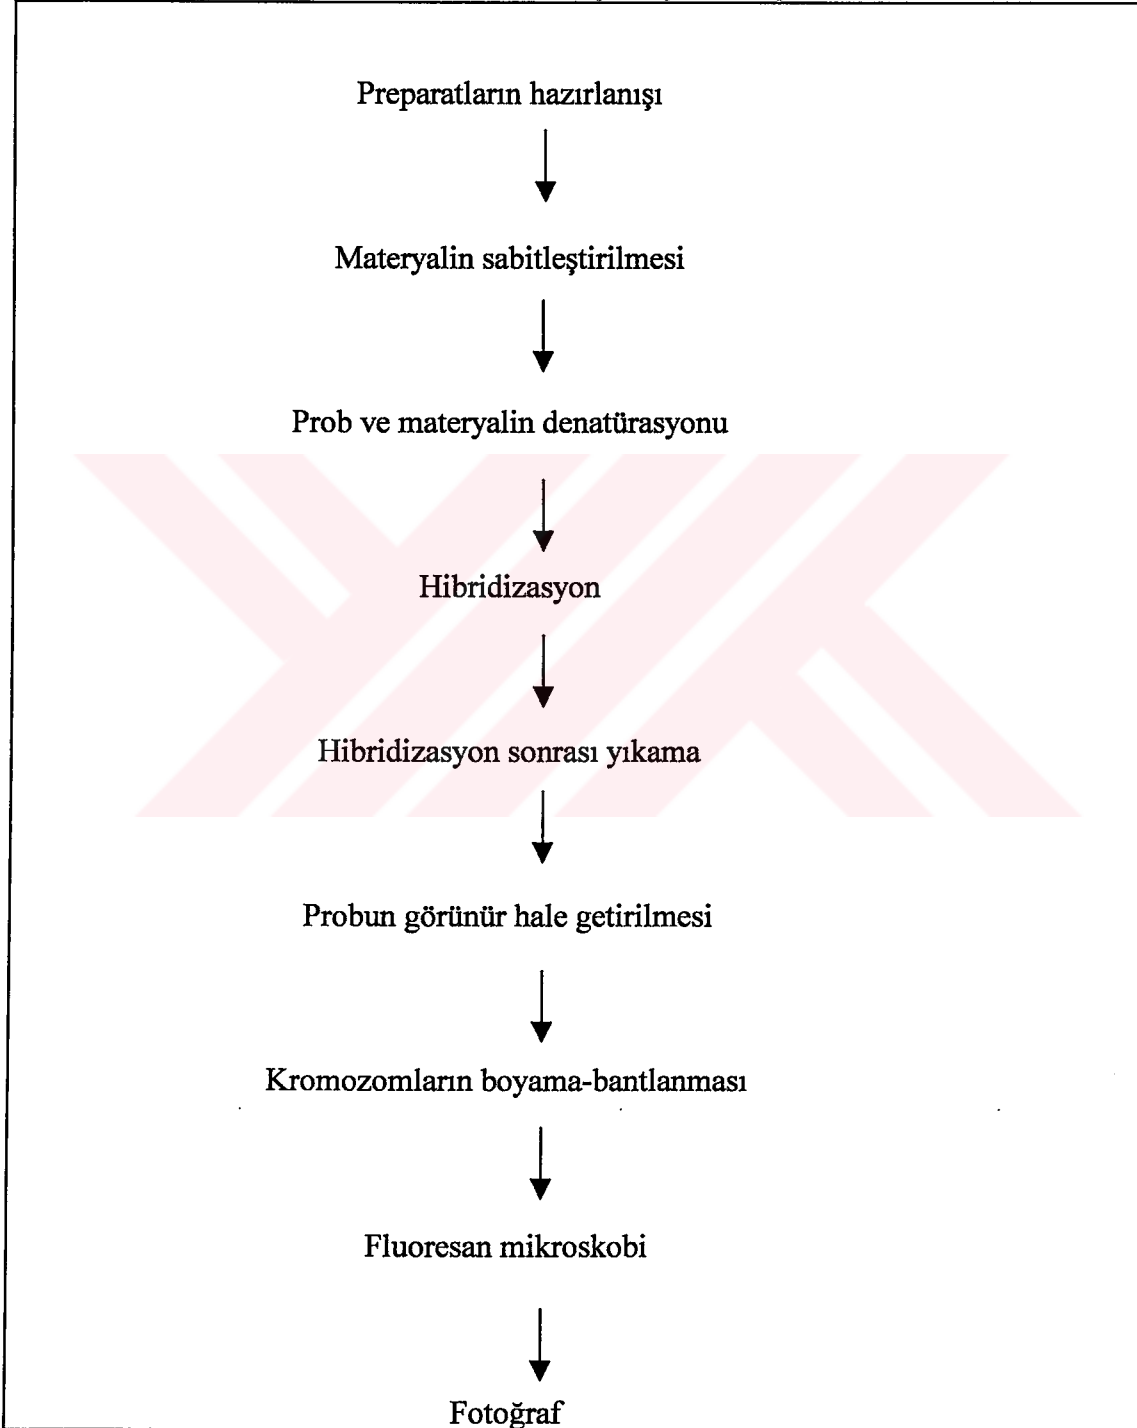 Preparatların hazırlanışı
Materyalin sabitleştirilmesi
Prob ve materyalin denatürasyonu
Hibridizasyon
Hibridizasyon sonrası yıkama
Probun görünür hale getirilmesi
Kromozomların boyama-bantlanması
Fluoresan mikroskobi
Fotoğraf